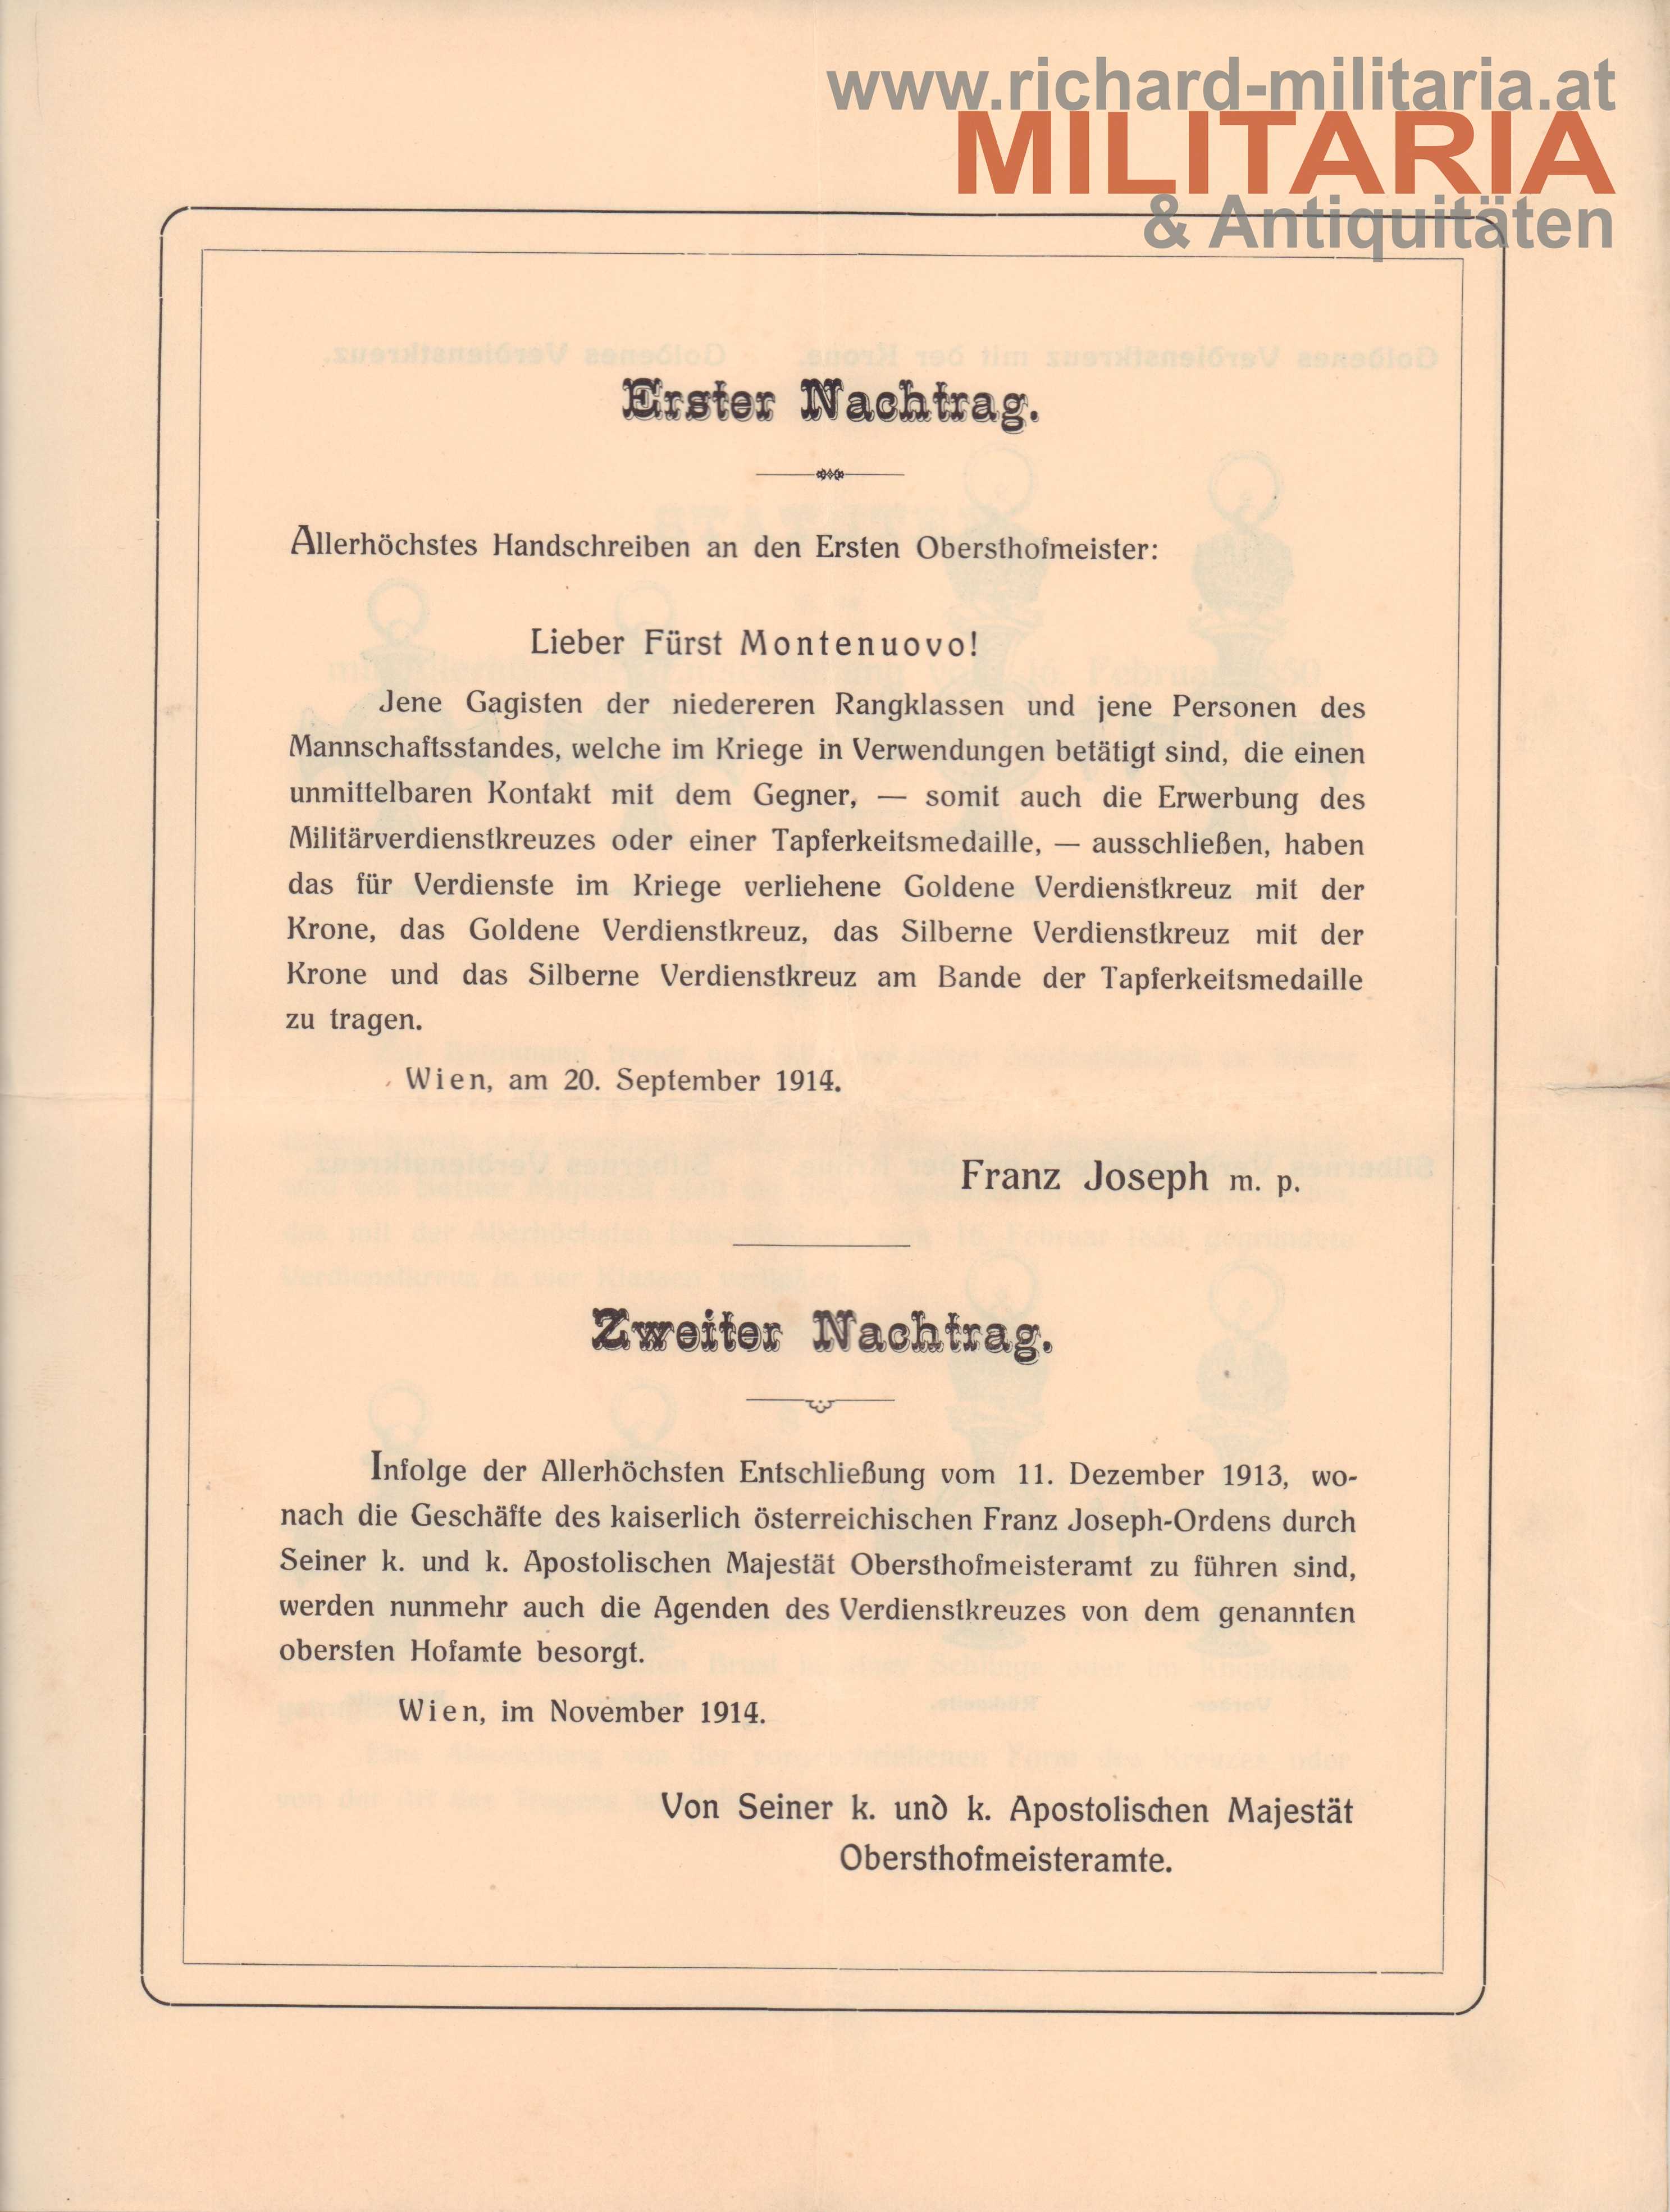 www.richard-militaria.at
MILITARIA
& Antiquitäten
Erster Nachtrag.
Allerhöchstes Handschreiben an den Ersten Obersthofmeister:
Lieber Fürst Montenuovo!
Jene Gagisten der niedereren Rangklassen und jene Personen des
Mannschaftsstandes, welche im Kriege in Verwendungen betätigt sind, die einen
unmittelbaren Kontakt mit dem Gegner, — somit auch die Erwerbung des
Militärverdienstkreuzes oder einer Tapferkeitsmedaille, — ausschließen, haben
das für Verdienste im Kriege verliehene Goldene Verdienstkreuz mit der
Krone, das Goldene Verdienstkreuz, das Silberne Verdienstkreuz mit der
Krone und das Silberne Verdienstkreuz am Bande der Tapferkeitsmedaille
zu tragen.
Wien, am 20. September 1914.
Franz Joseph m. p.
Zweiter Nachtrag.
Infolge der Allerhöchsten Entschließung vom 11. Dezember 1913, wo-
nach die Geschäfte des kaiserlich österreichischen Franz Joseph-Ordens durch
Seiner k. und k. Apostolischen Majestät Obersthofmeisteramt zu führen sind,
werden nunmehr auch die Agenden des Verdienstkreuzes von dem genannten
obersten Hofamte besorgt.
Wien, im November 1914.
Von Seiner k. und k. Apostolischen Majestät
Obersthofmeisteramte.